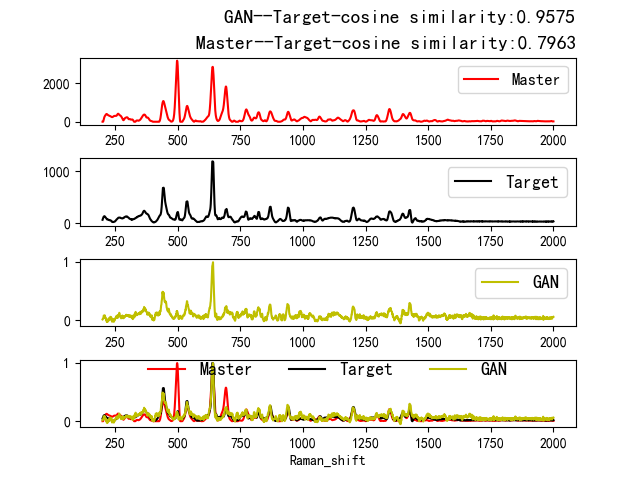 GAN--Target-cosine similarity:0.9575
Master--Target-cosine similarity:0.7963
2000
0
Master
250 500 750 1000 1250 1500 1750 2000
1000
0
Target
250 500 750 1000 1250 1500 1750 2000
1
0
GAN
250 500 750 1000 1250 1500 1750 2000
1
0
Master Target GAN
250 500 750 1000 1250 1500 1750 2000
Raman_shift